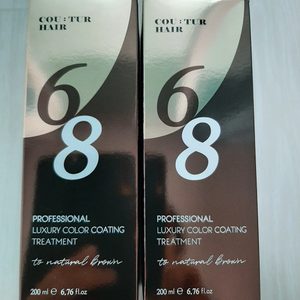 COU:TUR
HAIR
6
8
PROFESSIONAL
LUXURY COLOR COATING
TREATMENT
to natural brown
200 ml ℮ 6,76 fl.oz
COU:TUR
HAIR
6
8
PROFESSIONAL
LUXURY COLOR COATING
TREATMENT
to natural brown
200 ml ℮ 6,76 fl.oz